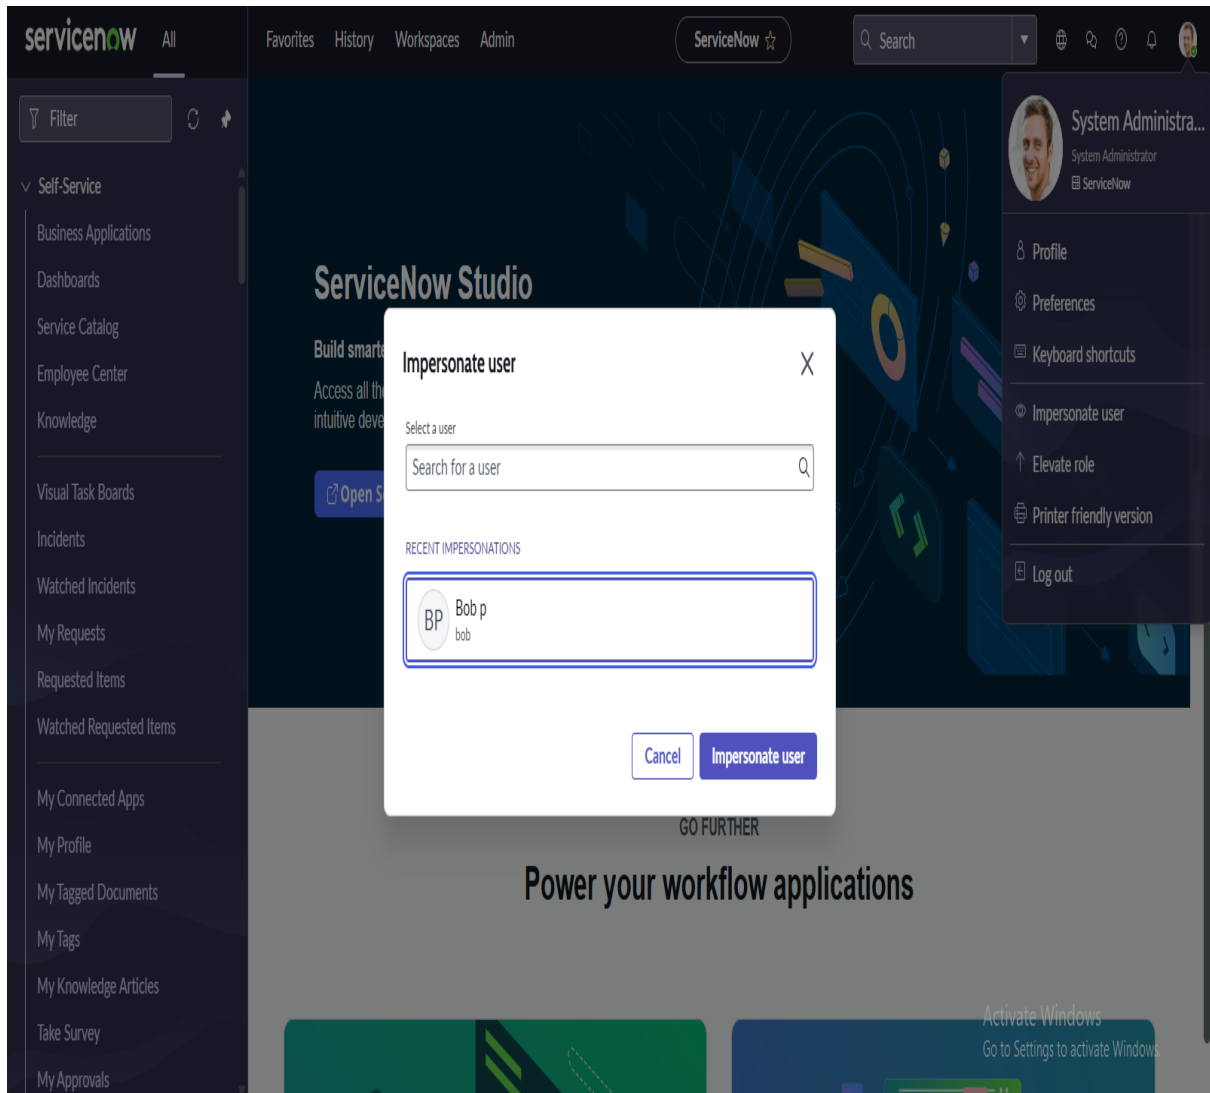 servicenow
All
Favorites
History
Workspaces
Admin
ServiceNow
Search
Filter
Self-Service
Business Applications
Dashboards
Service Catalog
Employee Center
Knowledge
Visual Task Boards
Incidents
Watched Incidents
My Requests
Requested Items
Watched Requested Items
My Connected Apps
My Profile
My Tagged Documents
My Tags
My Knowledge Articles
Take Survey
My Approvals
ServiceNow Studio
Build smarte
Access all th
intuitive deve
Open S
Impersonate user
Select a user
Search for a user
RECENT IMPERSONATIONS
BP
Bob p
bob
Cancel
Impersonate user
System Administra...
System Administrator
ServiceNow
Profile
Preferences
Keyboard shortcuts
Impersonate user
Elevate role
Printer friendly version
Log out
GO FURTHER
Power your workflow applications
Activate Windows
Go to Settings to activate Windows.